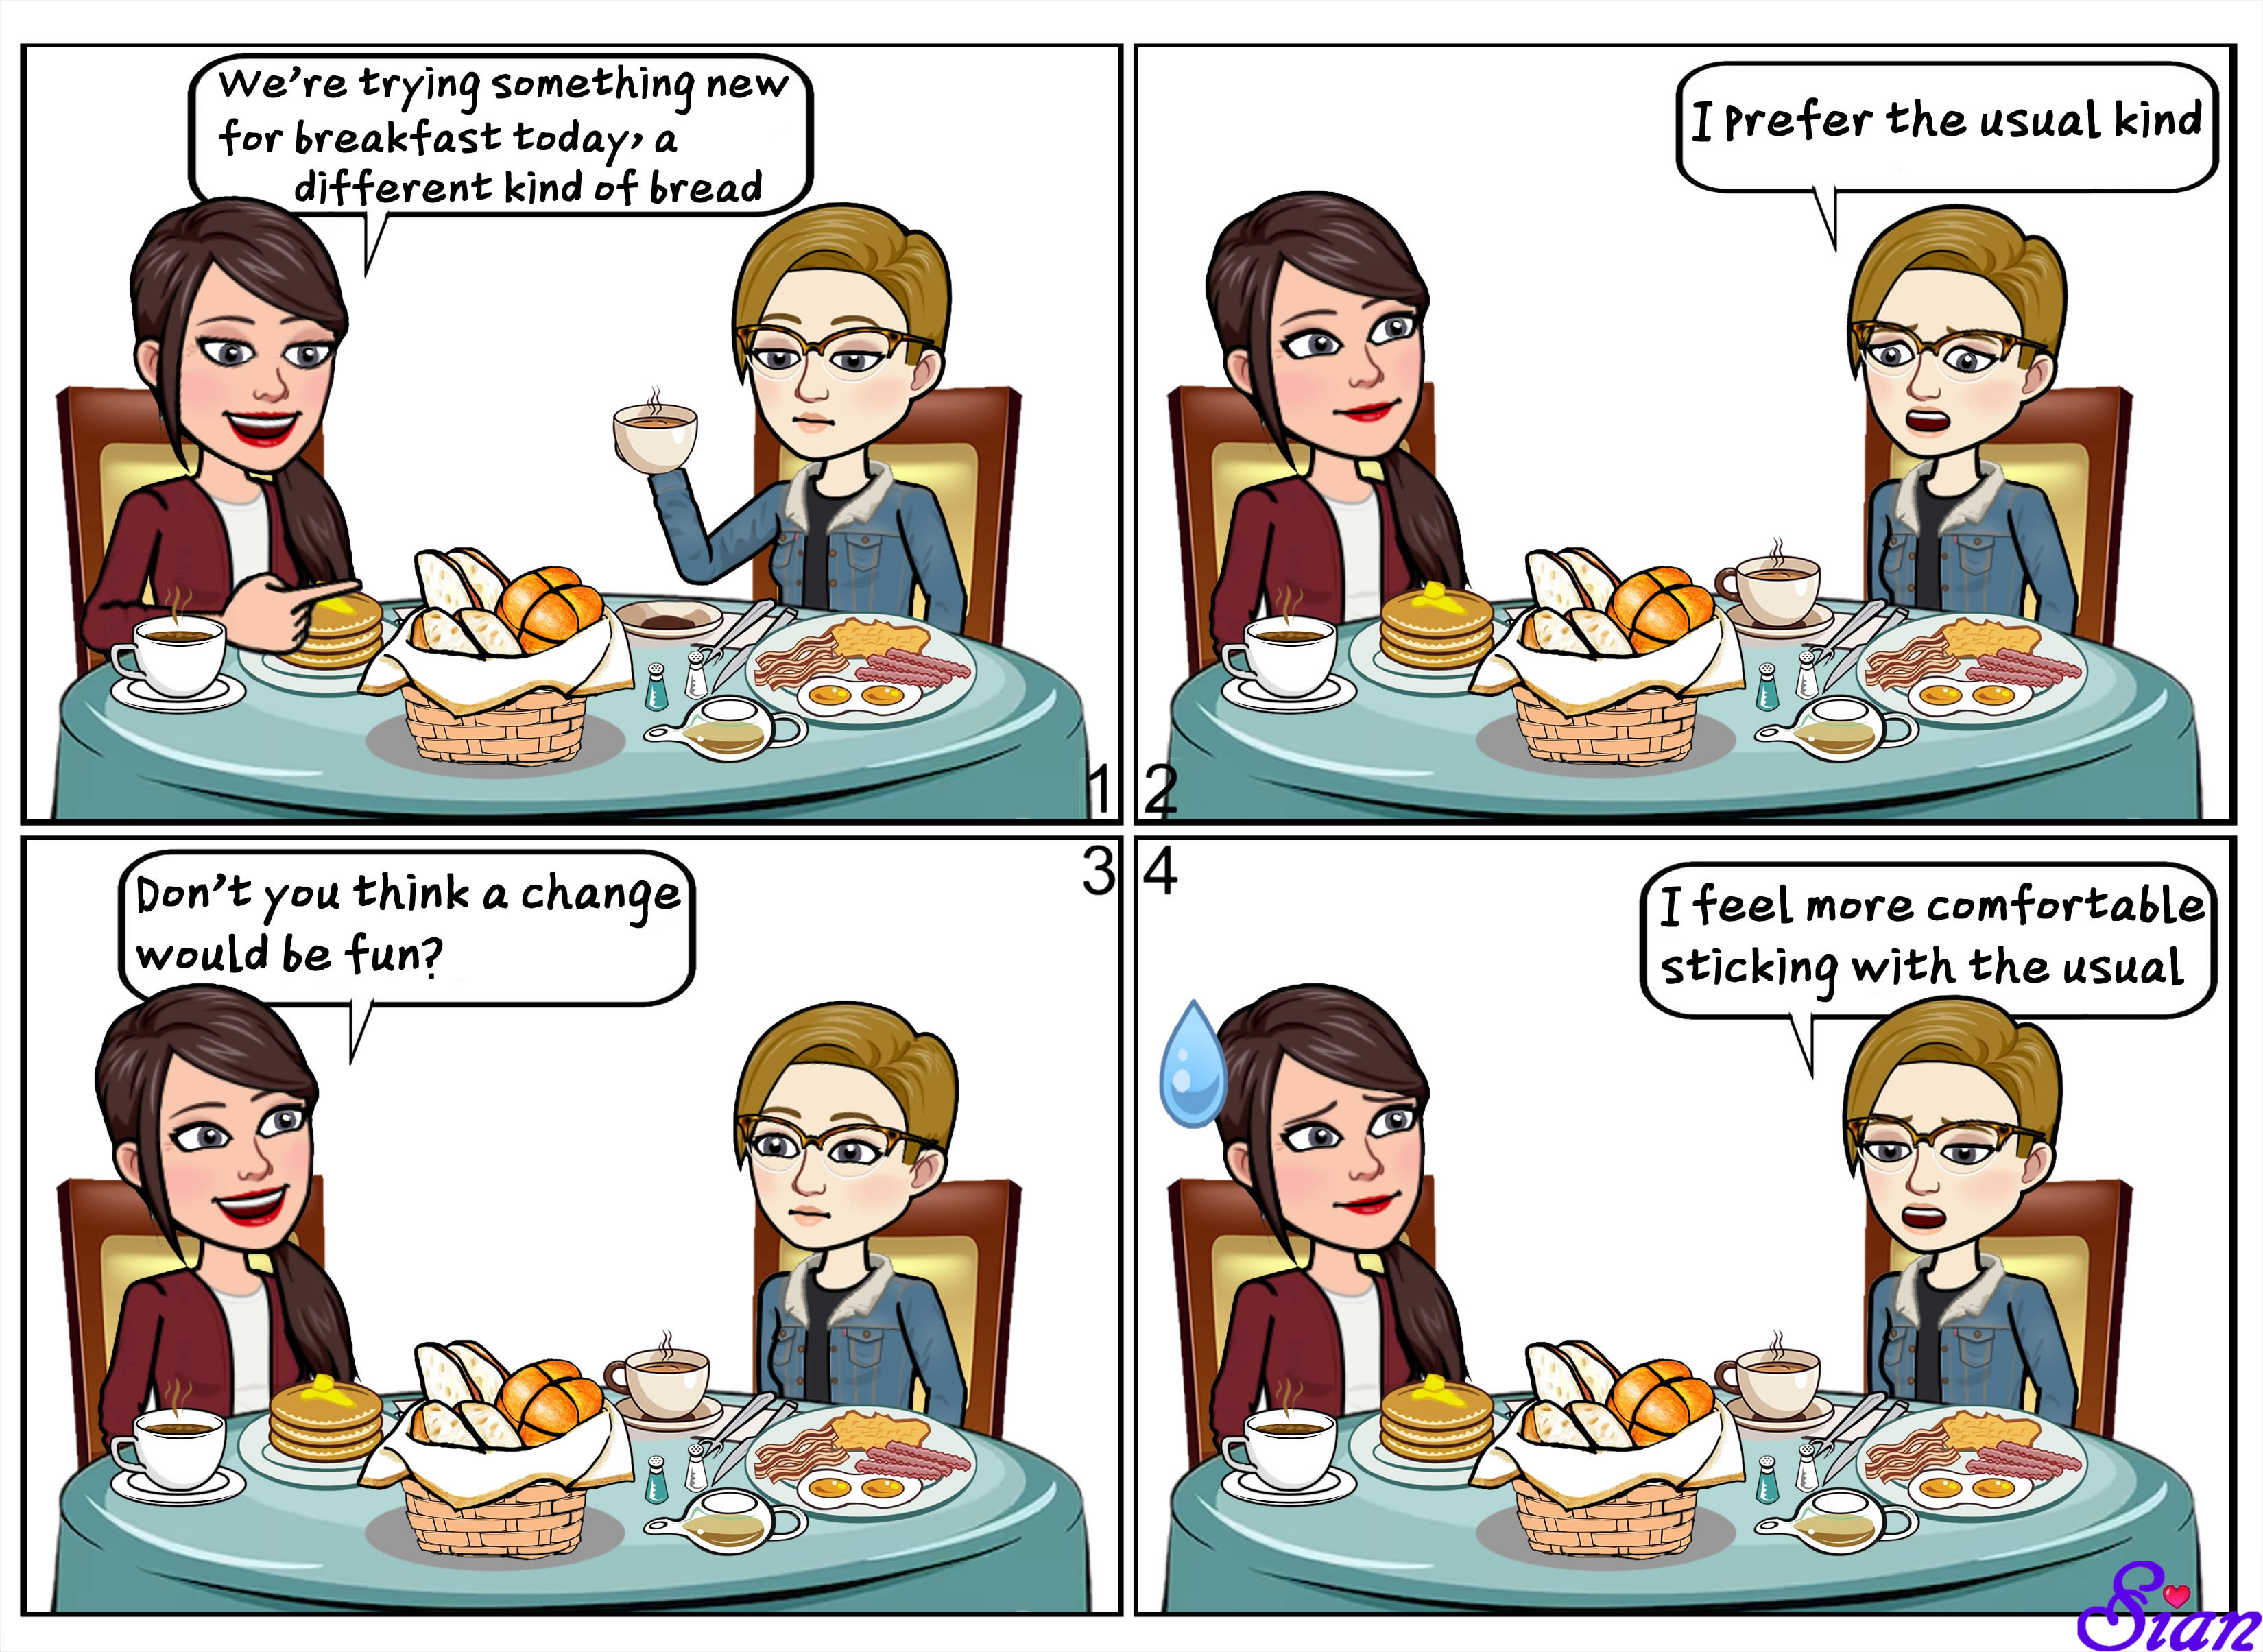 We're trying something new
for breakfast today, a
different kind of bread
1
I prefer the usual kind
2
Don't you think a change
would be fun?
3
4
I feel more comfortable
sticking with the usual
Sian